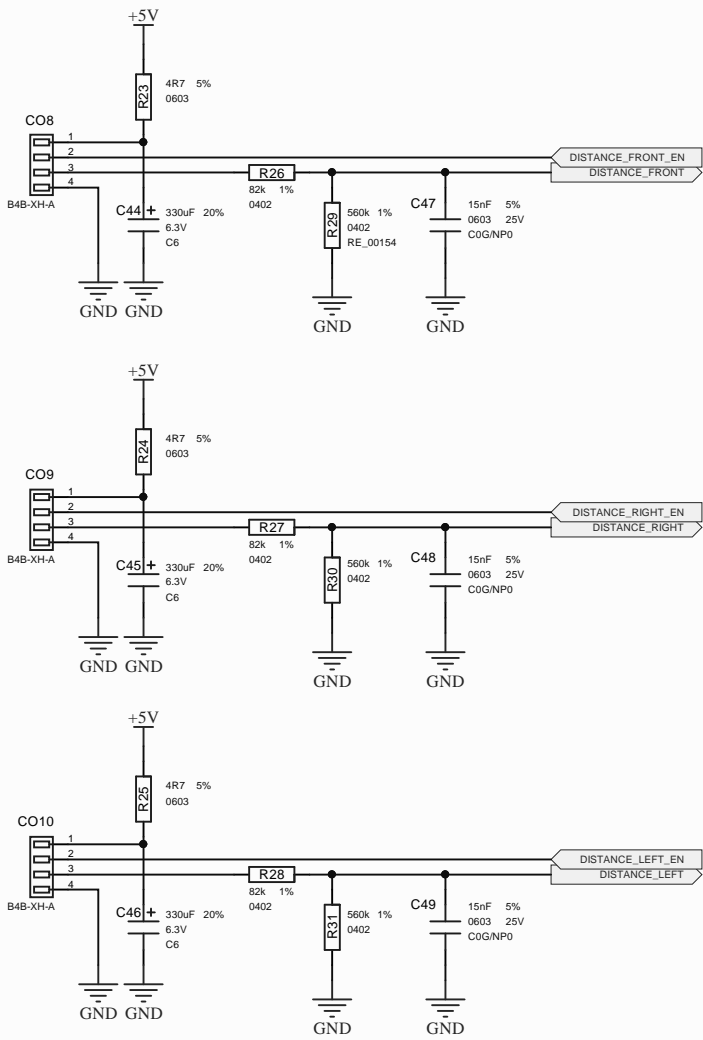 +5V
R23
4R7 5%
0603
CO8
1
2
3
4
B4B-XH-A
DISTANCE_FRONT_EN
DISTANCE_FRONT
R26
82k 1%
0402
C44 +
330uF 20%
6.3V
C6
R29
560k 1%
0402
RE_00154
C47
15nF 5%
0603 25V
C0G/NP0
GND GND
GND
GND
+5V
R24
4R7 5%
0603
CO9
1
2
3
4
B4B-XH-A
DISTANCE_RIGHT_EN
DISTANCE_RIGHT
R27
82k 1%
0402
C45 +
330uF 20%
6.3V
C6
R30
560k 1%
0402
C48
15nF 5%
0603 25V
C0G/NP0
GND GND
GND
GND
+5V
R25
4R7 5%
0603
CO10
1
2
3
4
B4B-XH-A
DISTANCE_LEFT_EN
DISTANCE_LEFT
R28
82k 1%
0402
C46 +
330uF 20%
6.3V
C6
R31
560k 1%
0402
C49
15nF 5%
0603 25V
C0G/NP0
GND GND
GND
GND